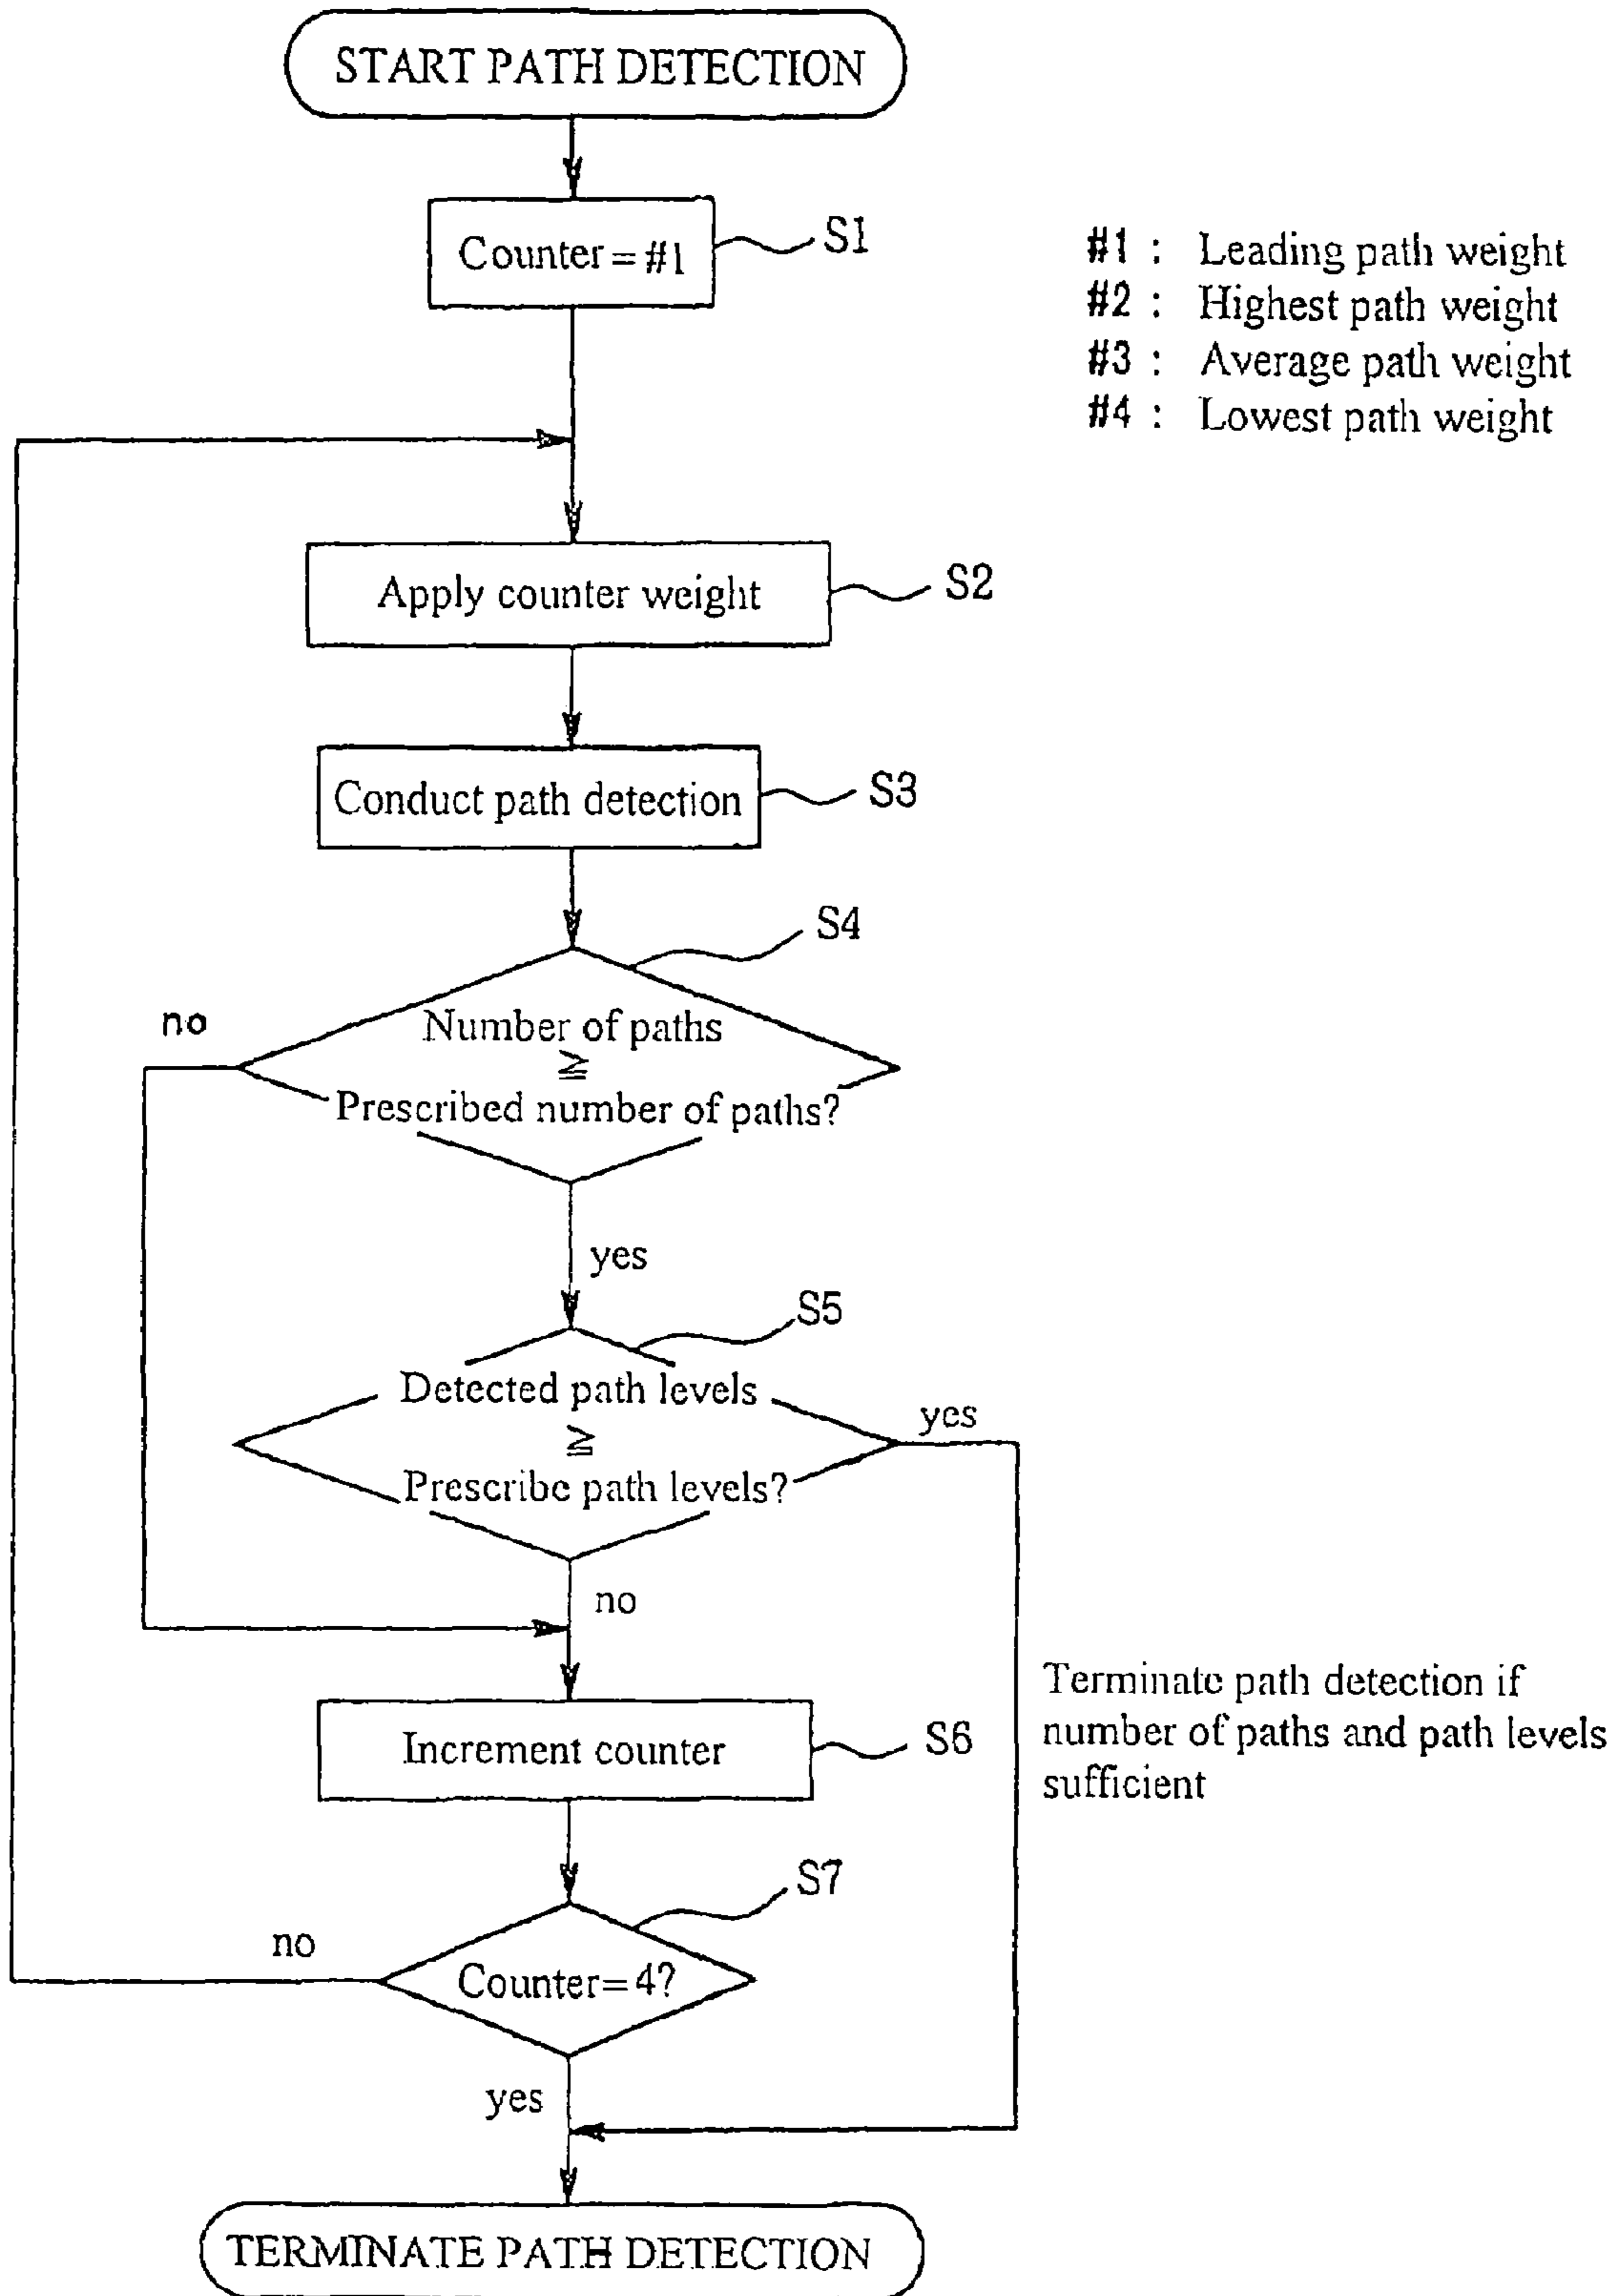 START PATH DETECTION
Counter = #1
S1
#1 : Leading path weight
#2 : Highest path weight
#3 : Average path weight
#4 : Lowest path weight
Apply counter weight
S2
Conduct path detection
S3
S4
no
Number of paths
≧
Prescribed number of paths?
yes
S5
Detected path levels
≧
Prescribe path levels?
yes
no
Terminate path detection if
number of paths and path levels
sufficient
Increment counter
S6
S7
no
Counter=4?
yes
TERMINATE PATH DETECTION